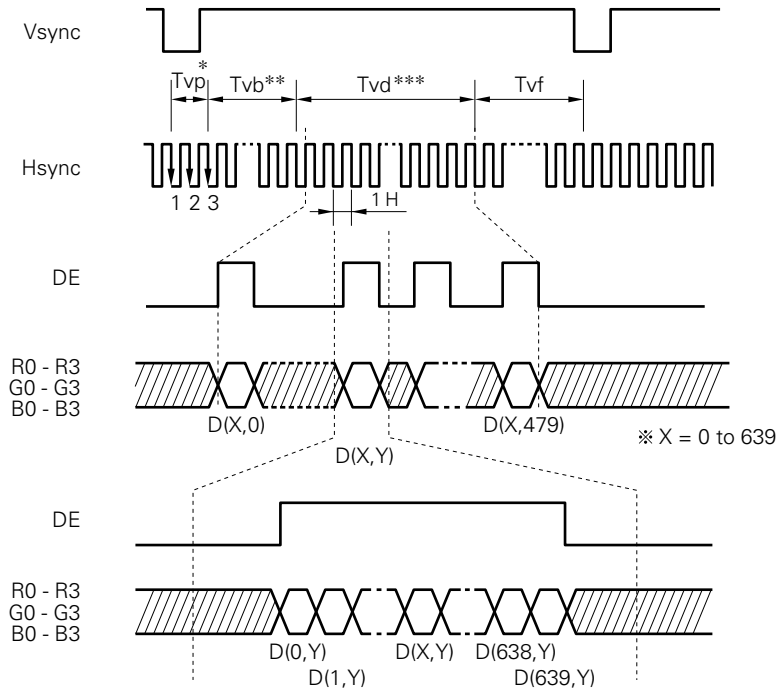 Vsync
Tvp*
Tvb**
Tvd***
Tvf
Hsync
1 2 3
1 H
DE
R0 - R3
G0 - G3
B0 - B3
D(X,0)
D(X,479)
※ X = 0 to 639
D(X,Y)
DE
R0 - R3
G0 - G3
B0 - B3
D(0,Y)
D(X,Y)
D(638,Y)
D(1,Y)
D(639,Y)